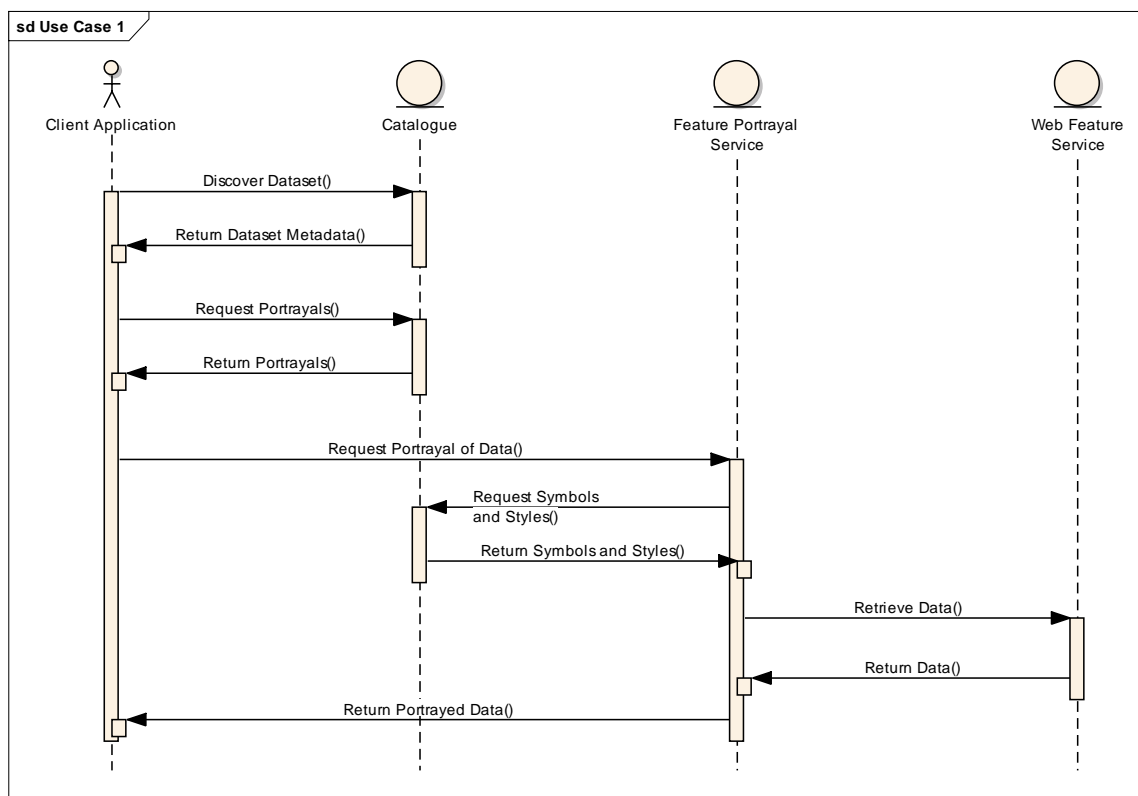 sd Use Case 1
Client Application
Catalogue
Feature Portrayal
Service
Web Feature
Service
Discover Dataset()
Return Dataset Metadata()
Request Portrayals()
Return Portrayals()
Request Portrayal of Data()
Request Symbols
and Styles()
Return Symbols and Styles()
Retrieve Data()
Return Data()
Return Portrayed Data()